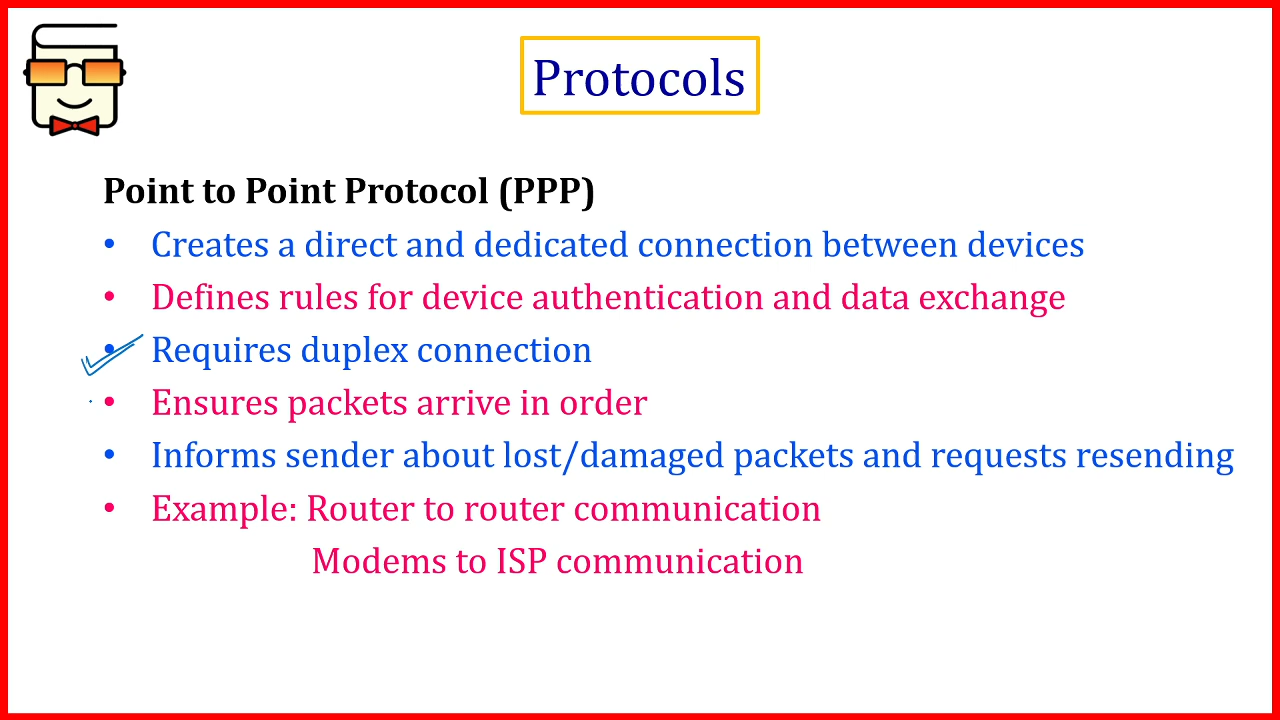 Protocols
Point to Point Protocol (PPP)
• Creates a direct and dedicated connection between devices
• Defines rules for device authentication and data exchange
• Requires duplex connection
• Ensures packets arrive in order
• Informs sender about lost/damaged packets and requests resending
• Example: Router to router communication
Modems to ISP communication